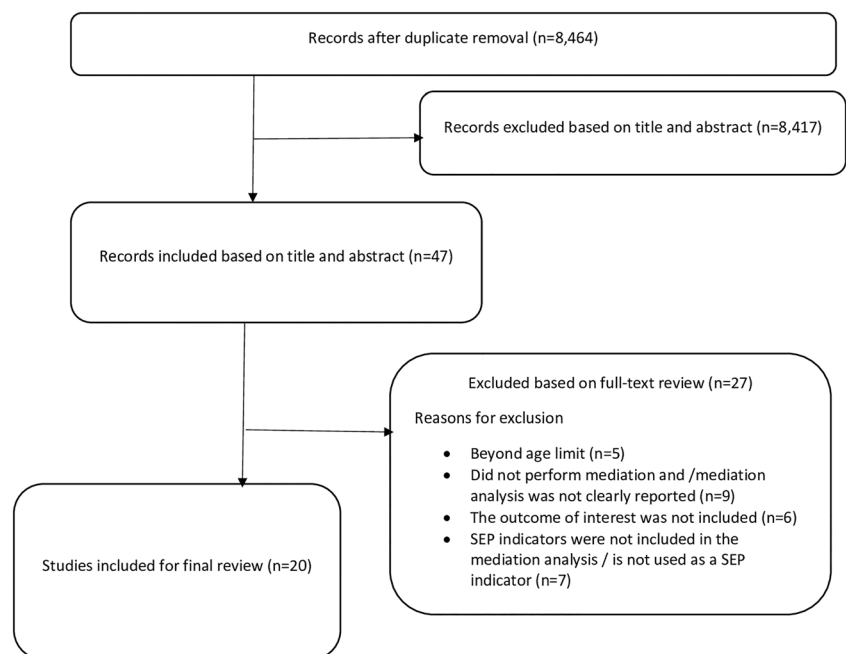 Records after duplicate removal (n=8,464)
Records excluded based on title and abstract (n=8,417)
Records included based on title and abstract (n=47)
Excluded based on full-text review (n=27)
Reasons for exclusion
• Beyond age limit (n=5)
• Did not perform mediation and /mediation
analysis was not clearly reported (n=9)
• The outcome of interest was not included (n=6)
• SEP indicators were not included in the
mediation analysis / is not used as a SEP
indicator (n=7)
Studies included for final review (n=20)